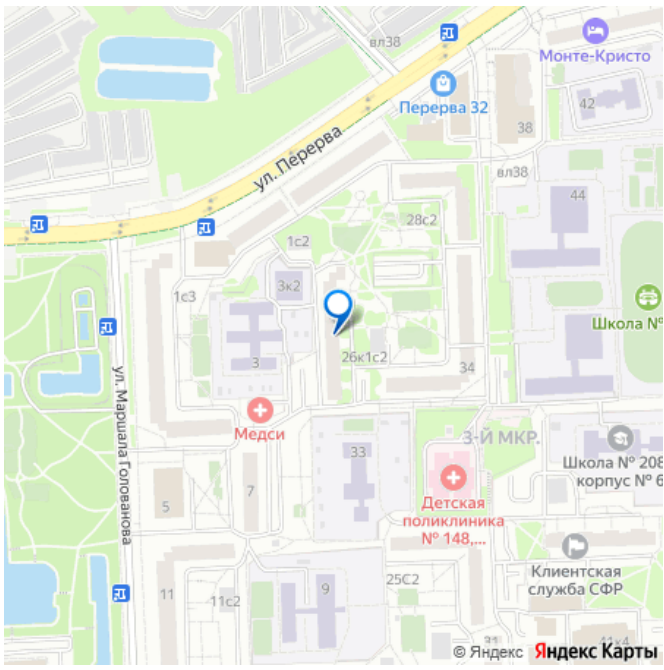 вл38
Монте-Кристо
Перерва 32
42
38
ул. Перерва
вл38
44
28с2
1с2
3к2
1с3
Школа №
3
26к1с2
34
Медси
ул. Маршала Голованова
33
3-Й МКР.
Школа № 208
корпус № 6
7
Детская
поликлиника
№ 148,...
5
Клиентская
служба СФР
25С2
9
11
11с2
31
41к4
© Яндекс Яндекс Карты